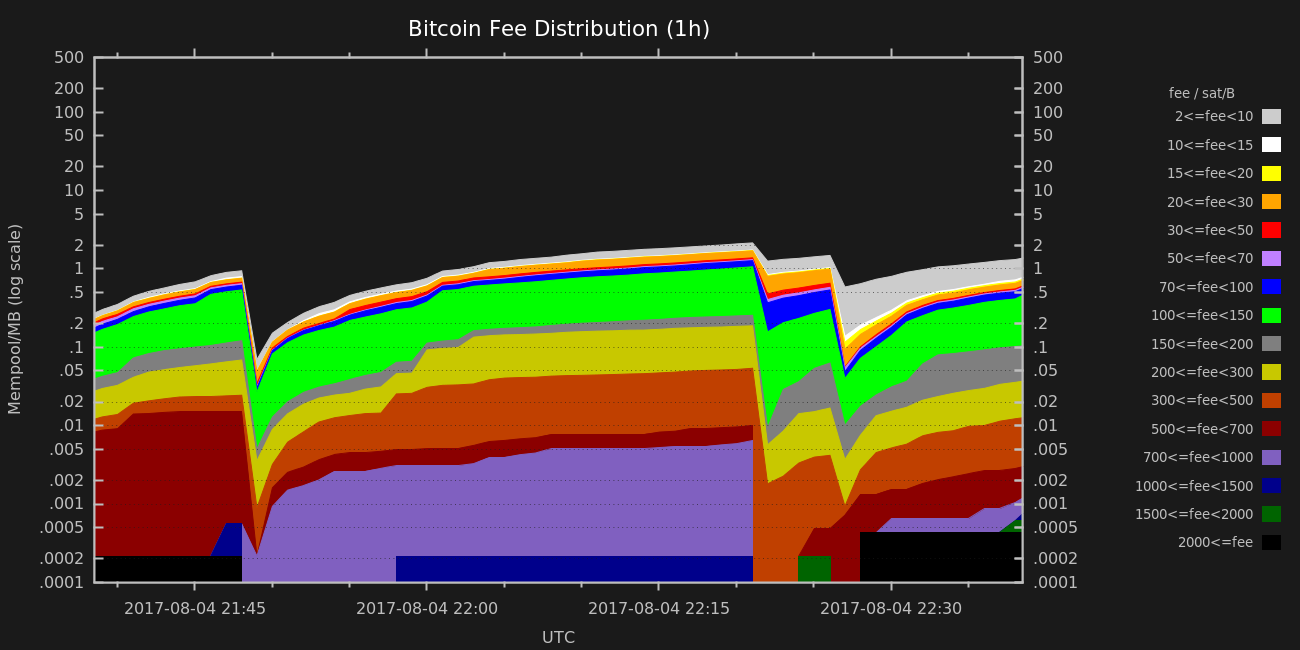 Bitcoin Fee Distribution (1h)
Mempool/MB (log scale)
500
200
100
50
20
10
5
2
1
.5
.2
.1
.05
.02
.01
.005
.002
.001
.0005
.0002
.0001
500
200
100
50
20
10
5
2
1
.5
.2
.1
.05
.02
.01
.005
.002
.001
.0005
.0002
.0001
2017-08-04 21:45
2017-08-04 22:00
2017-08-04 22:15
2017-08-04 22:30
UTC
fee / sat/B
2<=fee<10
10<=fee<15
15<=fee<20
20<=fee<30
30<=fee<50
50<=fee<70
70<=fee<100
100<=fee<150
150<=fee<200
200<=fee<300
300<=fee<500
500<=fee<700
700<=fee<1000
1000<=fee<1500
1500<=fee<2000
2000<=fee